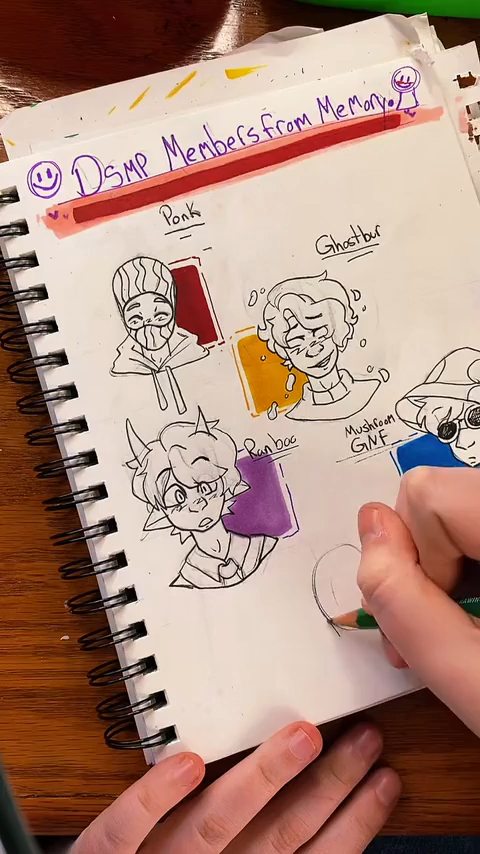 Dsmp Members from Memory.
Ponk
Ghostbur
Ranboo
Mushroom
GNF